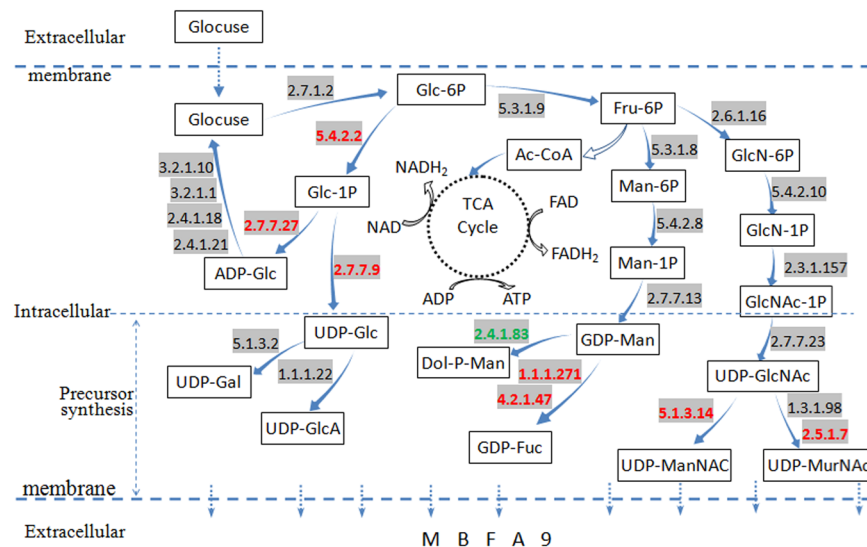 Extracellular
Glocuse
membrane
Glocuse
2.7.1.2
Glc-6P
5.3.1.9
Fru-6P
2.6.1.16
5.4.2.2
Ac-CoA
5.3.1.8
GlcN-6P
3.2.1.10
3.2.1.1
2.4.1.18
2.4.1.21
NADH2
Glc-1P
TCA
Cycle
FAD
Man-6P
5.4.2.10
2.7.7.27
NAD
5.4.2.8
GlcN-1P
FADH2
ADP-Glc
2.7.7.9
Man-1P
2.3.1.157
ADP
ATP
2.7.7.13
GlcNAc-1P
Intracellular
UDP-Glc
2.4.1.83
GDP-Man
2.7.7.23
5.1.3.2
Dol-P-Man
1.1.1.22
1.1.1.271
UDP-GlcNAc
UDP-Gal
Precursor
synthesis
4.2.1.47
5.1.3.14
1.3.1.98
2.5.1.7
UDP-GlcA
GDP-Fuc
UDP-ManNAC
UDP-MurNAc
membrane
Extracellular
M B F A 9